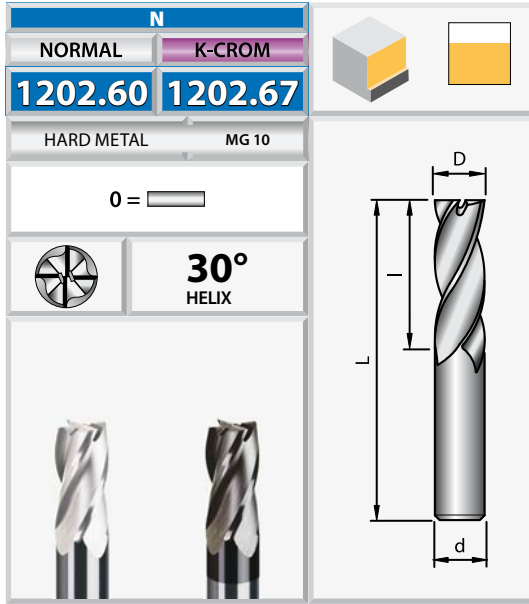 N
NORMAL K-CROM
1202.60 1202.67
HARD METAL MG 10
0 =
30°
HELIX
D
l
L
d